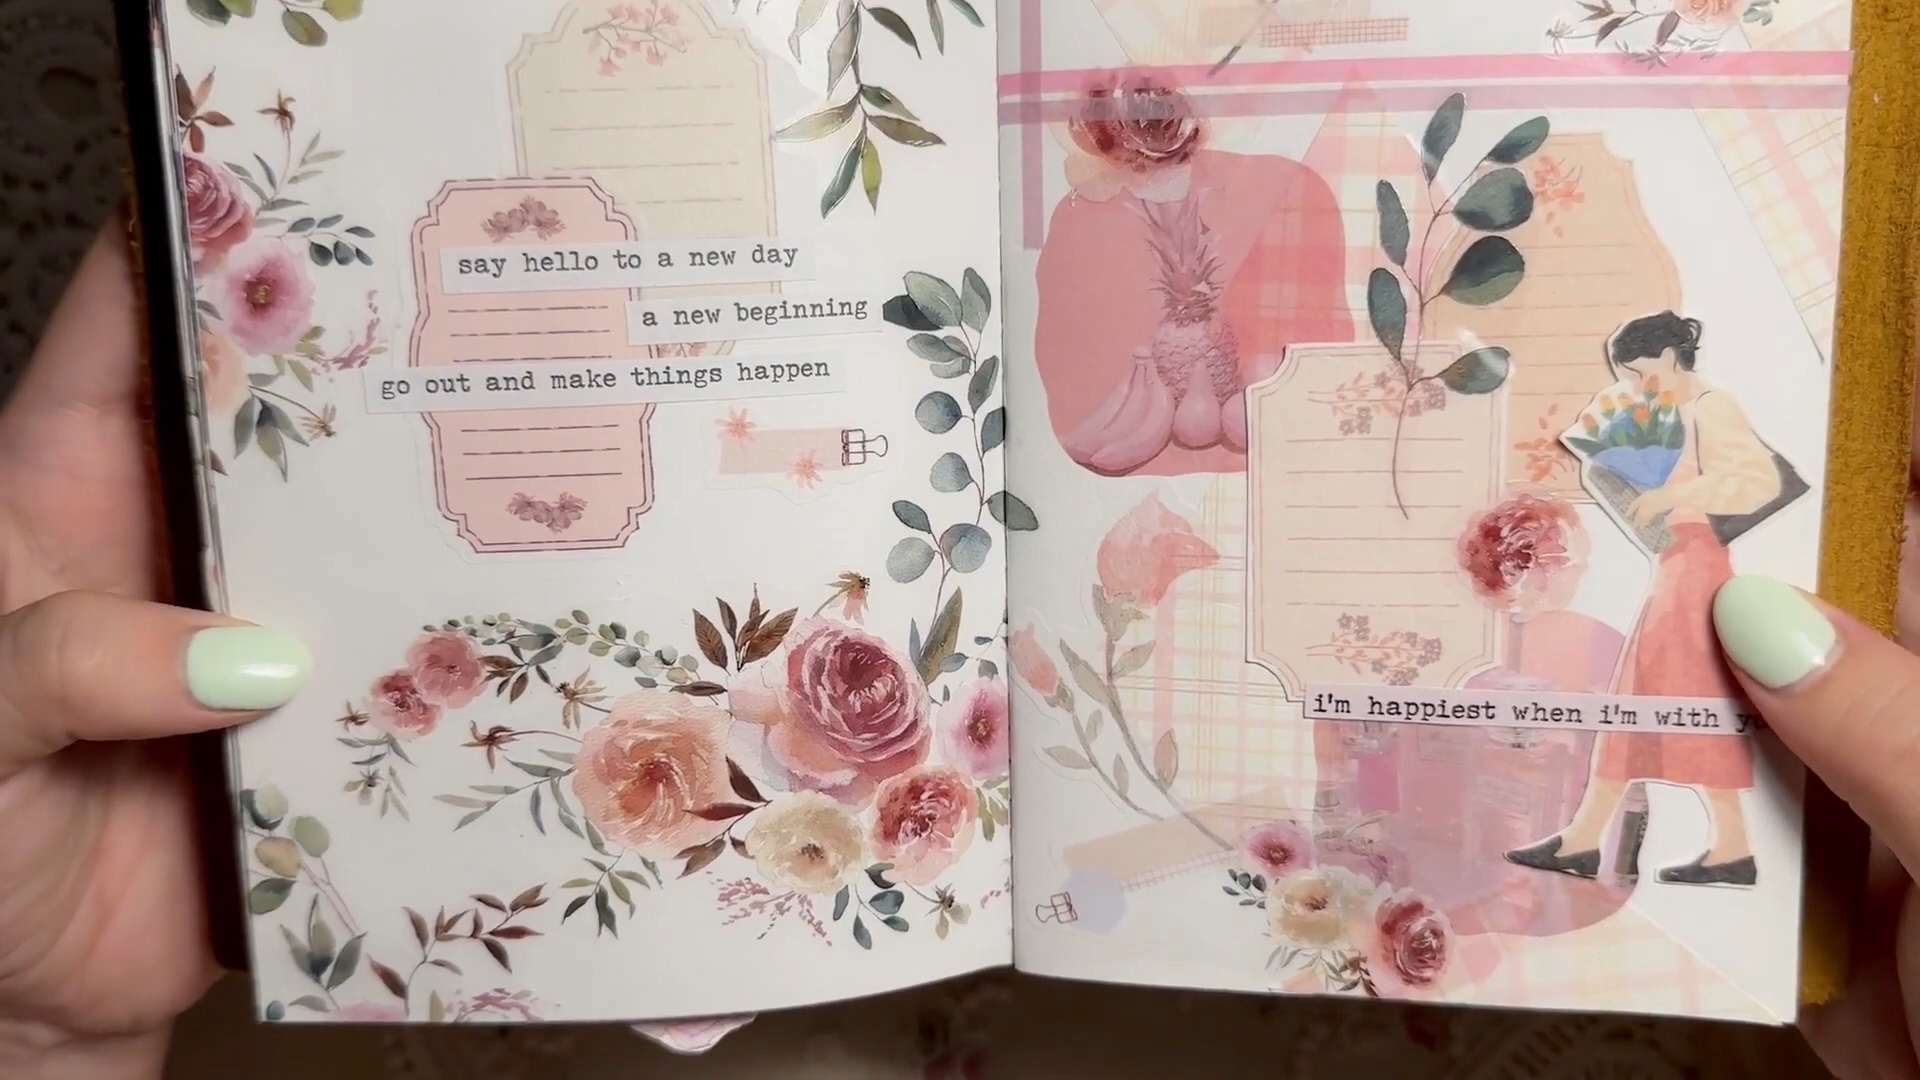 say hello to a new day
a new beginning
go out and make things happen
i'm happiest when i'm with